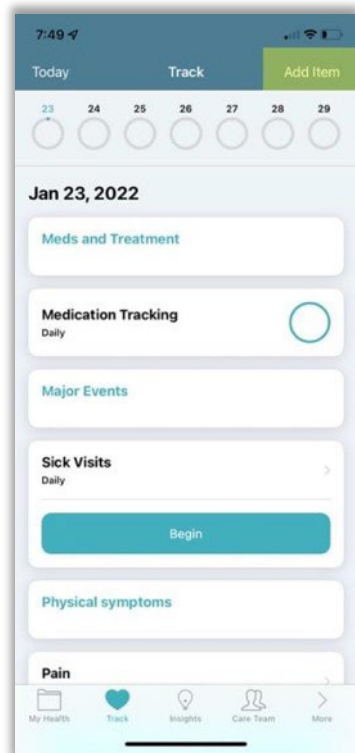 7:49
Today Track Add Item
23 24 25 26 27 28 29
Jan 23, 2022
Meds and Treatment
Medication Tracking
Daily
Major Events
Sick Visits
Daily
Begin
Physical symptoms
Pain
My Health Track Insights Care Team More